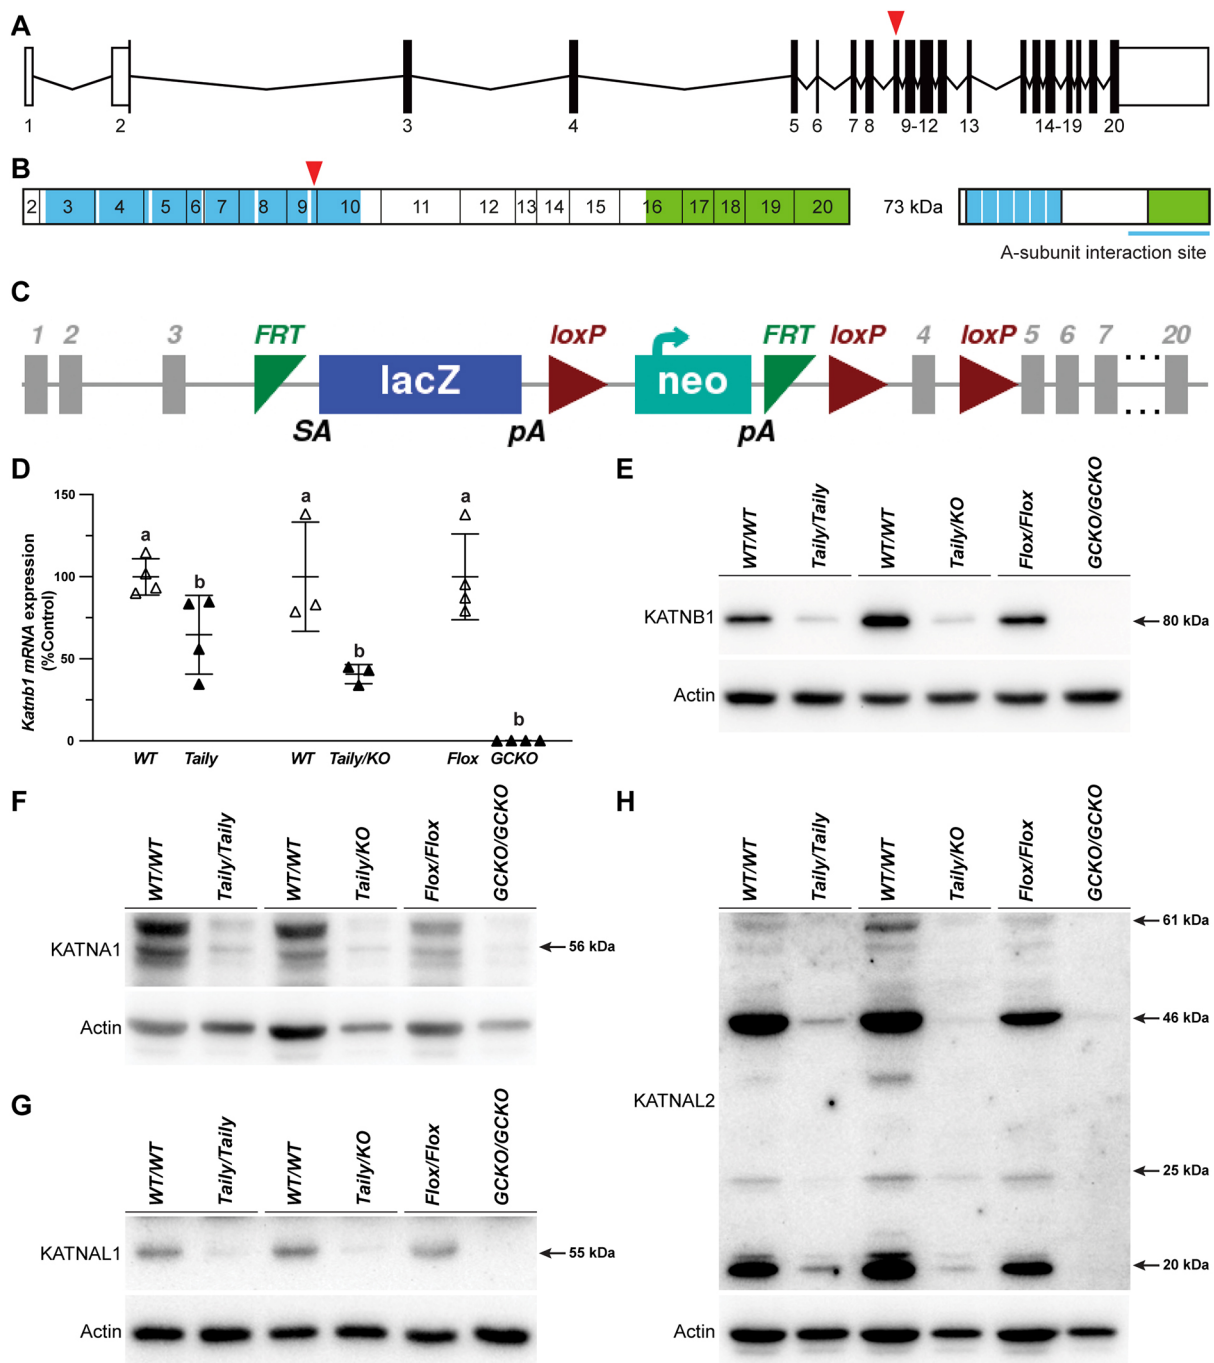 A
1 2 3 4 5 6 7 8 9-12 13 14-19 20
B
2 3 4 5 6 7 8 9 10 11 12 13 14 15 16 17 18 19 20 73 kDa
A-subunit interaction site
C
1 2 3 FRT loxP FRT loxP 4 loxP 5 6 7 20
lacZ neo
SA pA pA
D
Katnb1 mRNA expression
(%Control)
150
100
50
0
a b a b a b
WT Taily WT Taily/KO Flox GCKO
E
WT/WT Taily/Taily WT/WT Taily/KO Flox/Flox GCKO/GCKO
KATNB1 80 kDa
Actin
F
WT/WT Taily/Taily WT/WT Taily/KO Flox/Flox GCKO/GCKO
KATNA1 56 kDa
Actin
G
WT/WT Taily/Taily WT/WT Taily/KO Flox/Flox GCKO/GCKO
KATNAL1 55 kDa
Actin
H
WT/WT Taily/Taily WT/WT Taily/KO Flox/Flox GCKO/GCKO
61 kDa
46 kDa
KATNAL2
25 kDa
20 kDa
Actin